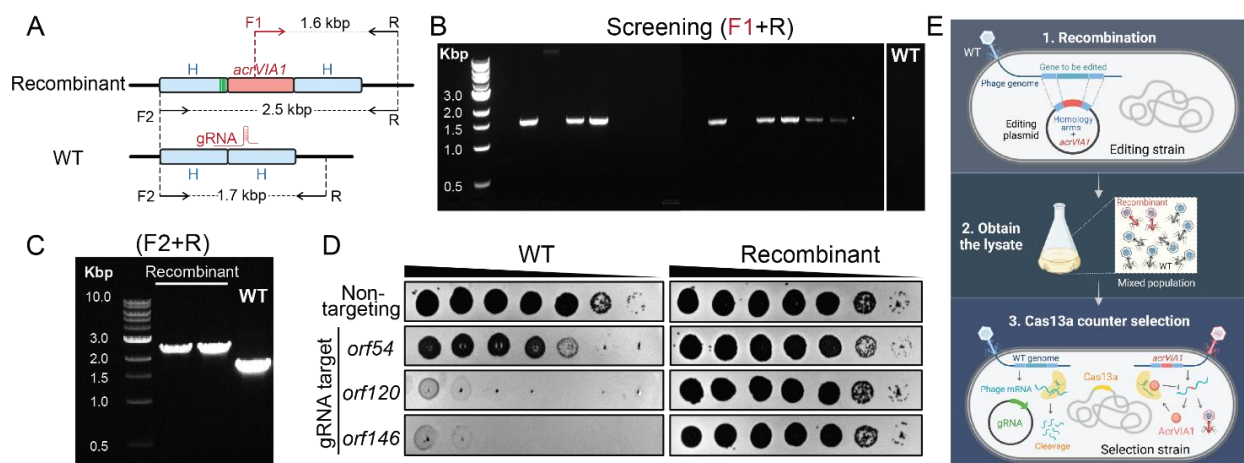 A
F1
1.6 kbp
R
H
acrVIA1
H
Recombinant
F2
2.5 kbp
R
gRNA
WT
H
H
F2
1.7 kbp
R
B
Screening (F1+R)
Kbp
WT
3.0
2.0
1.5
1.0
0.5
C
(F2+R)
Kbp
Recombinant
WT
10.0
3.0
2.0
1.5
1.0
0.5
D
WT
Recombinant
Non-
targeting
gRNA target
orf54
orf120
orf146
E
1. Recombination
WT
Gene to be edited
Phage genome
Editing
plasmid
Homology
arms
+
acrVIA1
Editing strain
2. Obtain
the lysate
Recombinant
WT
Mixed population
3. Cas13a counter selection
WT genome
acrVIA1
Phage mRNA
Cas13a
gRNA
Cleavage
AcrVIA1
Selection strain